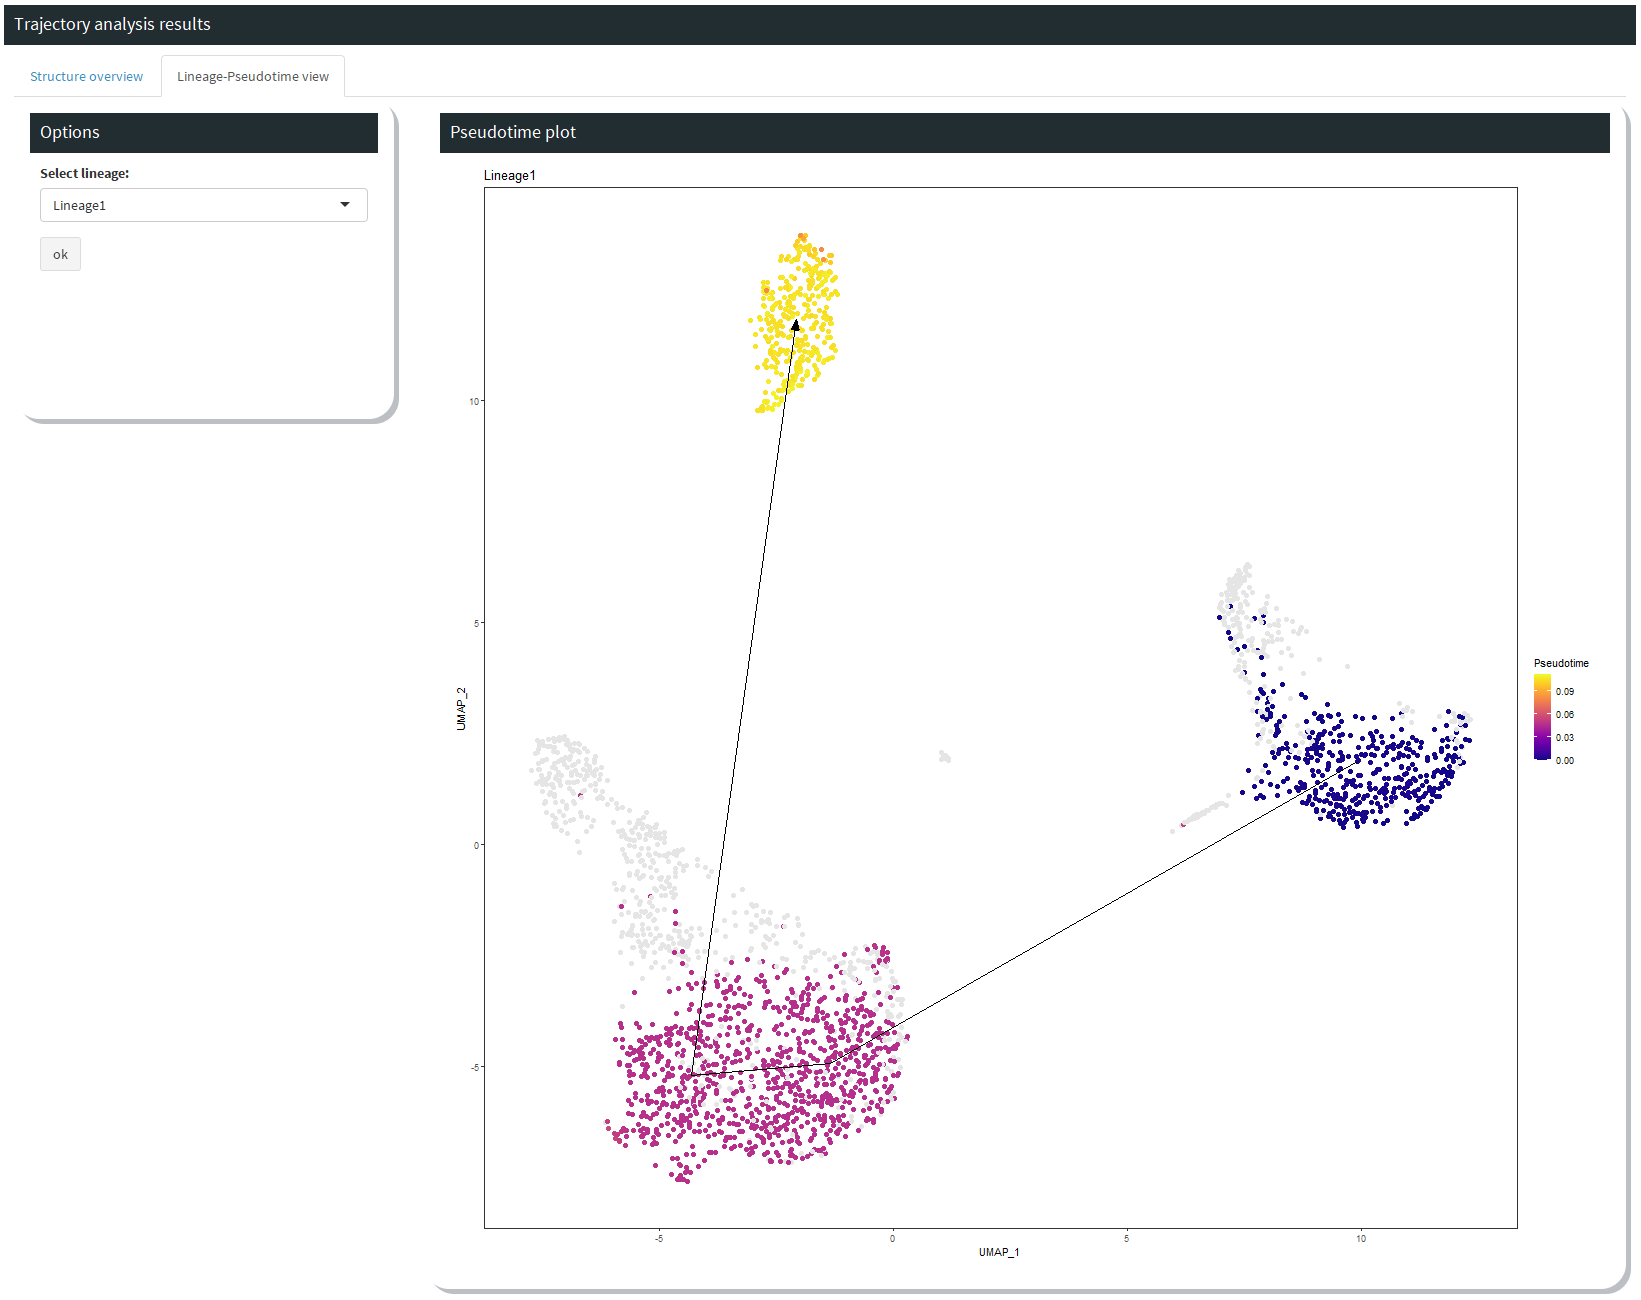 Trajectory analysis results
Structure overview
Lineage-Pseudotime view
Options
Select lineage:
Lineage1
ok
Pseudotime plot
Lineage1
10
5
0
-5
UMAP_2
-5
0
5
10
UMAP_1
Pseudotime
0.09
0.06
0.03
0.00